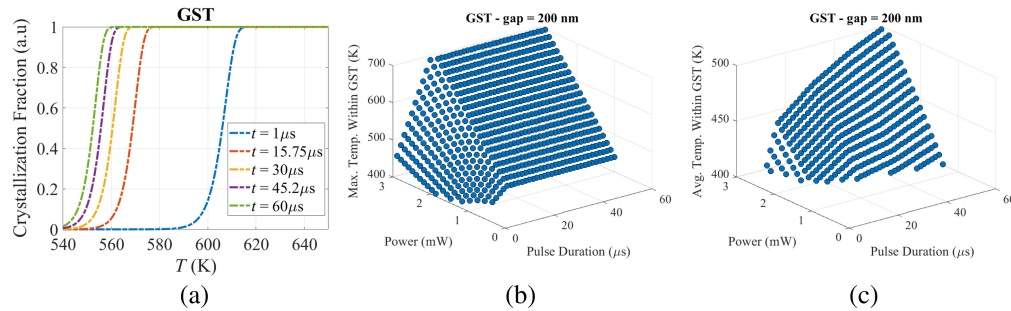 GST
Crystallization Fraction (a.u)
1
0.8
0.6
0.4
0.2
0
t = 1μs
t = 15.75μs
t = 30μs
t = 45.2μs
t = 60μs
540 560 580 600 620 640
T (K)
(a)
GST - gap = 200 nm
Max. Temp. Within GST (K)
700
600
500
400
3
2
1
0
Power (mW)
0
20
40
60
Pulse Duration (μs)
(b)
GST - gap = 200 nm
Avg. Temp. Within GST (K)
500
450
400
3
2
1
0
Power (mW)
0
20
40
60
Pulse Duration (μs)
(c)